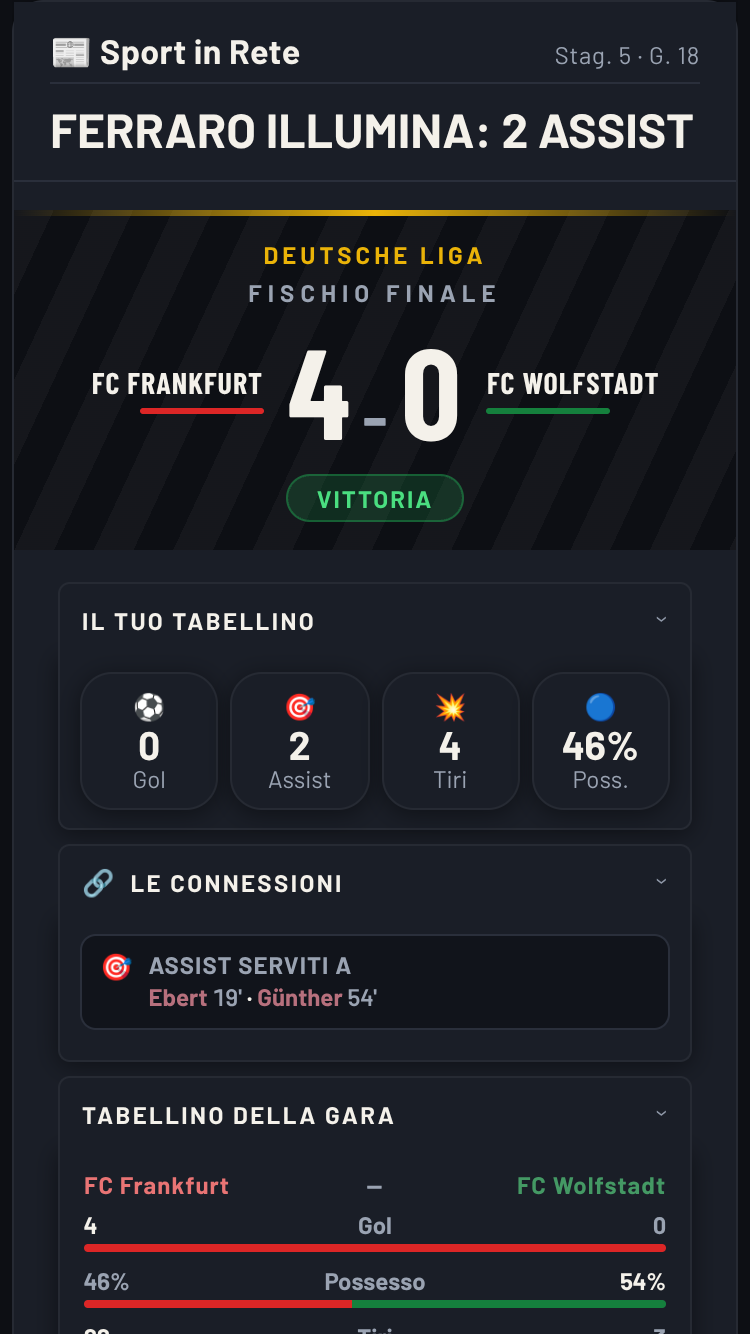 Sport in Rete
Stag. 5 · G. 18
FERRARO ILLUMINA: 2 ASSIST
DEUTSCHE LIGA
FISCHIO FINALE
FC FRANKFURT 4 - 0 FC WOLFSTADT
VITTORIA
IL TUO TABELLINO
0 2 4 46%
Gol Assist Tiri Poss.
LE CONNESSIONI
ASSIST SERVITI A
Ebert 19' · Günther 54'
TABELLINO DELLA GARA
FC Frankfurt – FC Wolfstadt
4 Gol 0
46% Possesso 54%